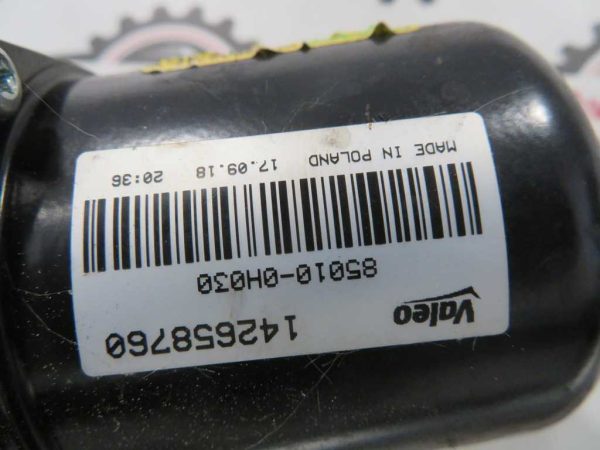 Valeo 142658760
85010-0H030
MADE IN POLAND 17.09.18 20:36